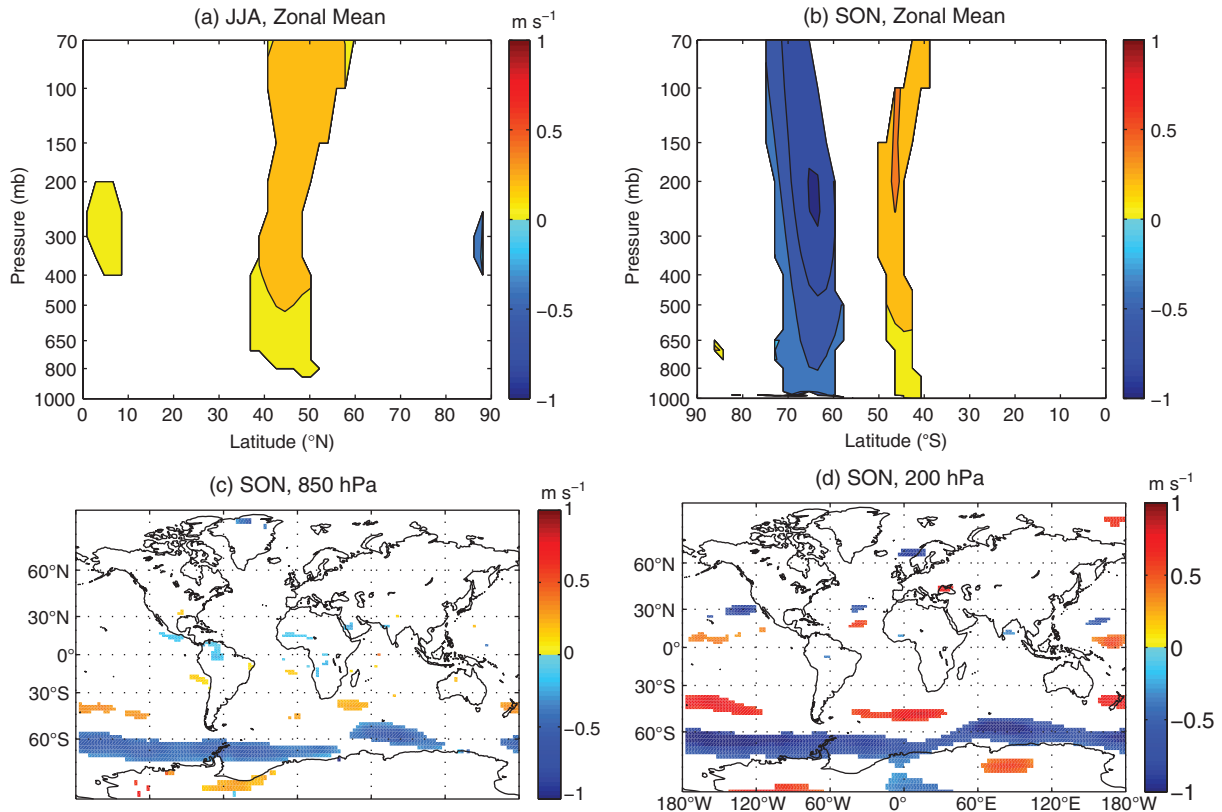 (a) JJA, Zonal Mean
m s⁻¹
(b) SON, Zonal Mean
m s⁻¹
Pressure (mb)
70
100
150
200
300
400
500
650
800
1000
0 10 20 30 40 50 60 70 80 90
Latitude (°N)
1
0.5
0
−0.5
−1
Pressure (mb)
70
100
150
200
300
400
500
650
800
1000
90 80 70 60 50 40 30 20 10 0
Latitude (°S)
1
0.5
0
−0.5
−1
(c) SON, 850 hPa
m s⁻¹
60°N
30°N
0°
30°S
60°S
1
0.5
0
−0.5
−1
(d) SON, 200 hPa
m s⁻¹
60°N
30°N
0°
30°S
60°S
180°W 120°W 60°W 0° 60°E 120°E 180°W
1
0.5
0
−0.5
−1